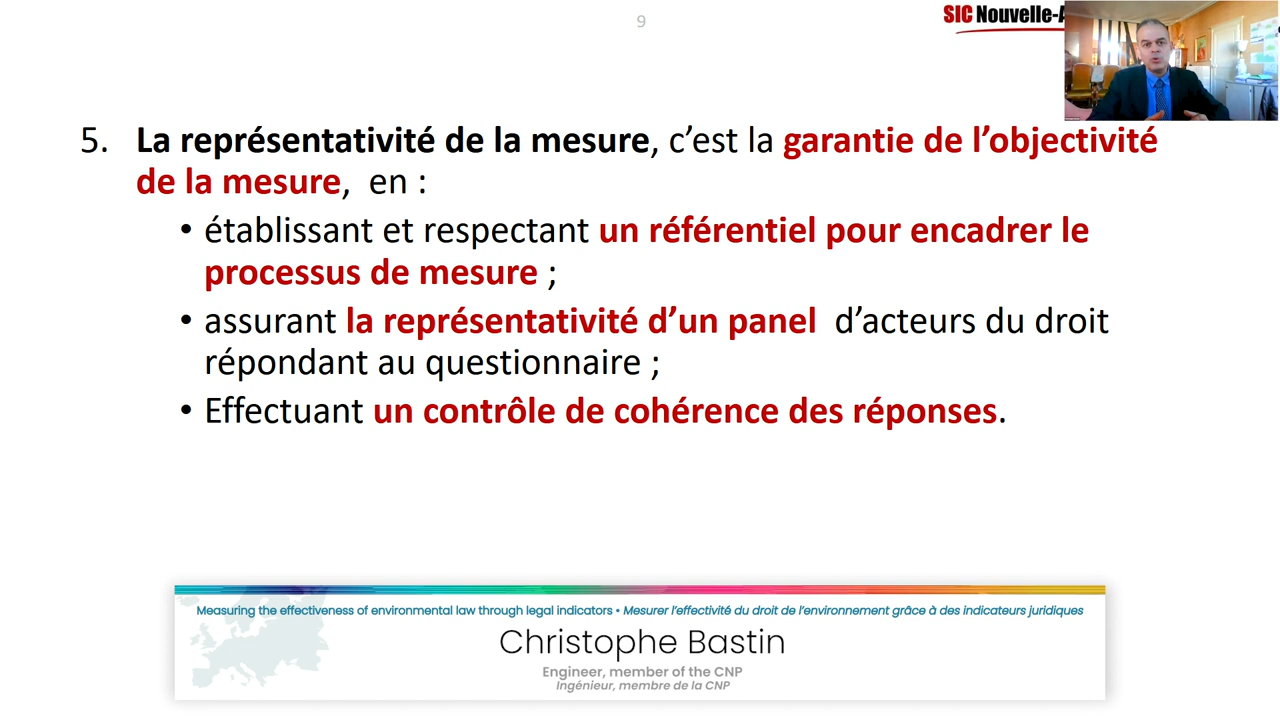 9
SIC Nouvelle-
5. La représentativité de la mesure, c’est la garantie de l’objectivité
de la mesure, en :
• établissant et respectant un référentiel pour encadrer le
processus de mesure ;
• assurant la représentativité d’un panel d’acteurs du droit
répondant au questionnaire ;
• Effectuant un contrôle de cohérence des réponses.
Measuring the effectiveness of environmental law through legal indicators • Mesurer l’effectivité du droit de l’environnement grâce à des indicateurs juridiques
Christophe Bastin
Engineer, member of the CNP
Ingénieur, membre de la CNP